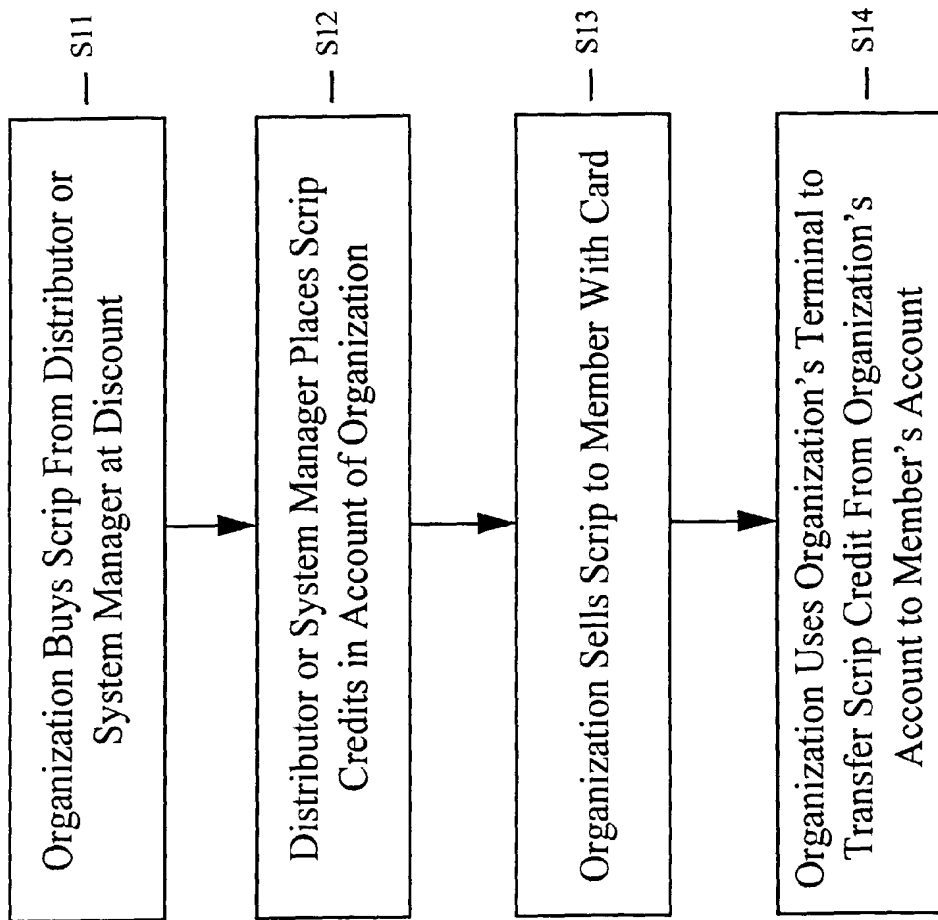 Organization Buys Scrip From Distributor or
System Manager at Discount
— S11
Distributor or System Manager Places Scrip
Credits in Account of Organization
— S12
Organization Sells Scrip to Member With Card
— S13
Organization Uses Organization's Terminal to
Transfer Scrip Credit From Organization's
Account to Member's Account
— S14